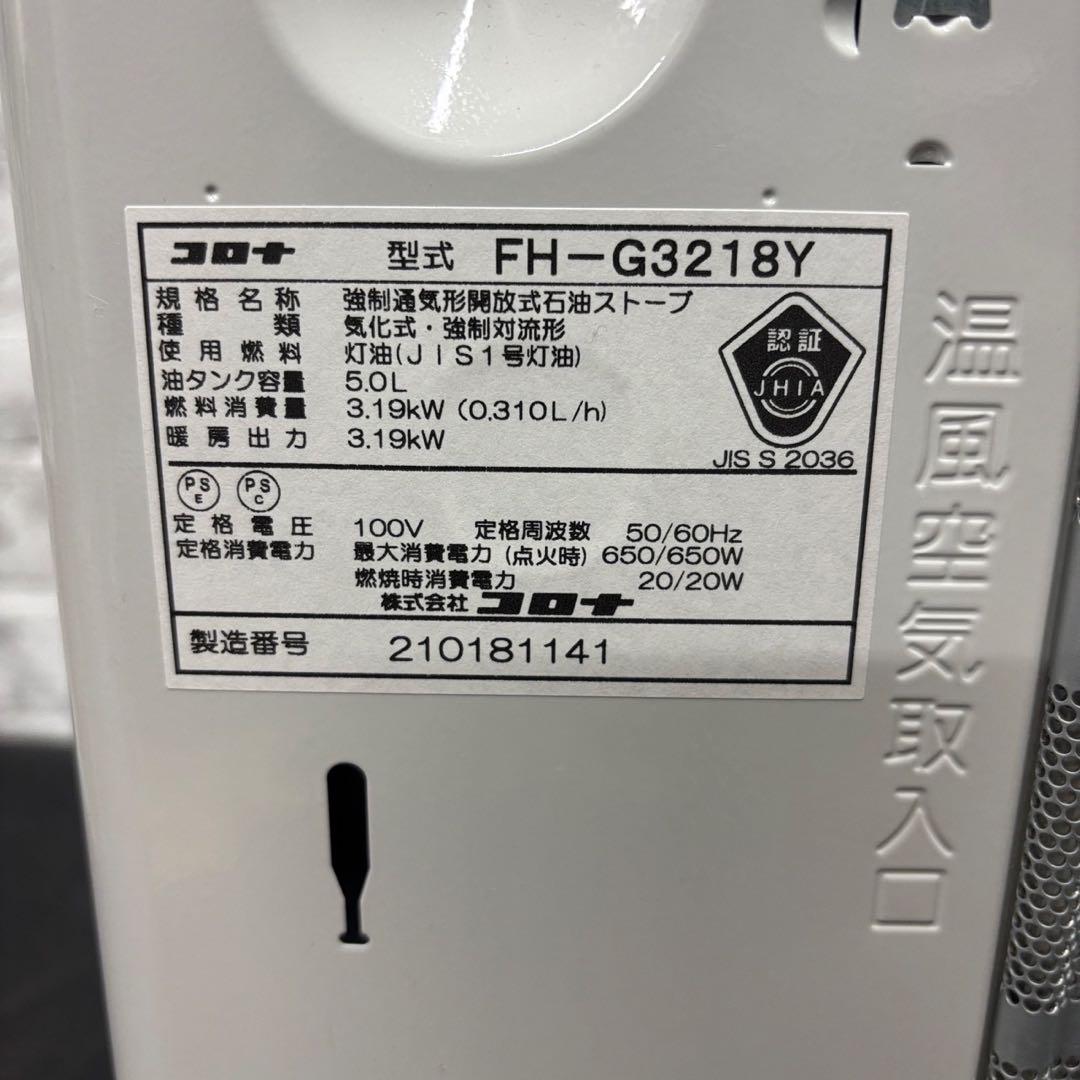 コロナ 型式 FH-G3218Y
規格名称 強制通気形開放式石油ストーブ
種類 気化式・強制対流形
使用燃料 灯油(JIS1号灯油)
油タンク容量 5.0L
燃料消費量 3.19kW (0.310L/h)
暖房出力 3.19kW
認証
JHIA
JIS S 2036
PS E PS C
定格電圧 100V 定格周波数 50/60Hz
定格消費電力 最大消費電力 (点火時) 650/650W
燃焼時消費電力 20/20W
株式会社 コロナ
製造番号 210181141
温風空気取入口